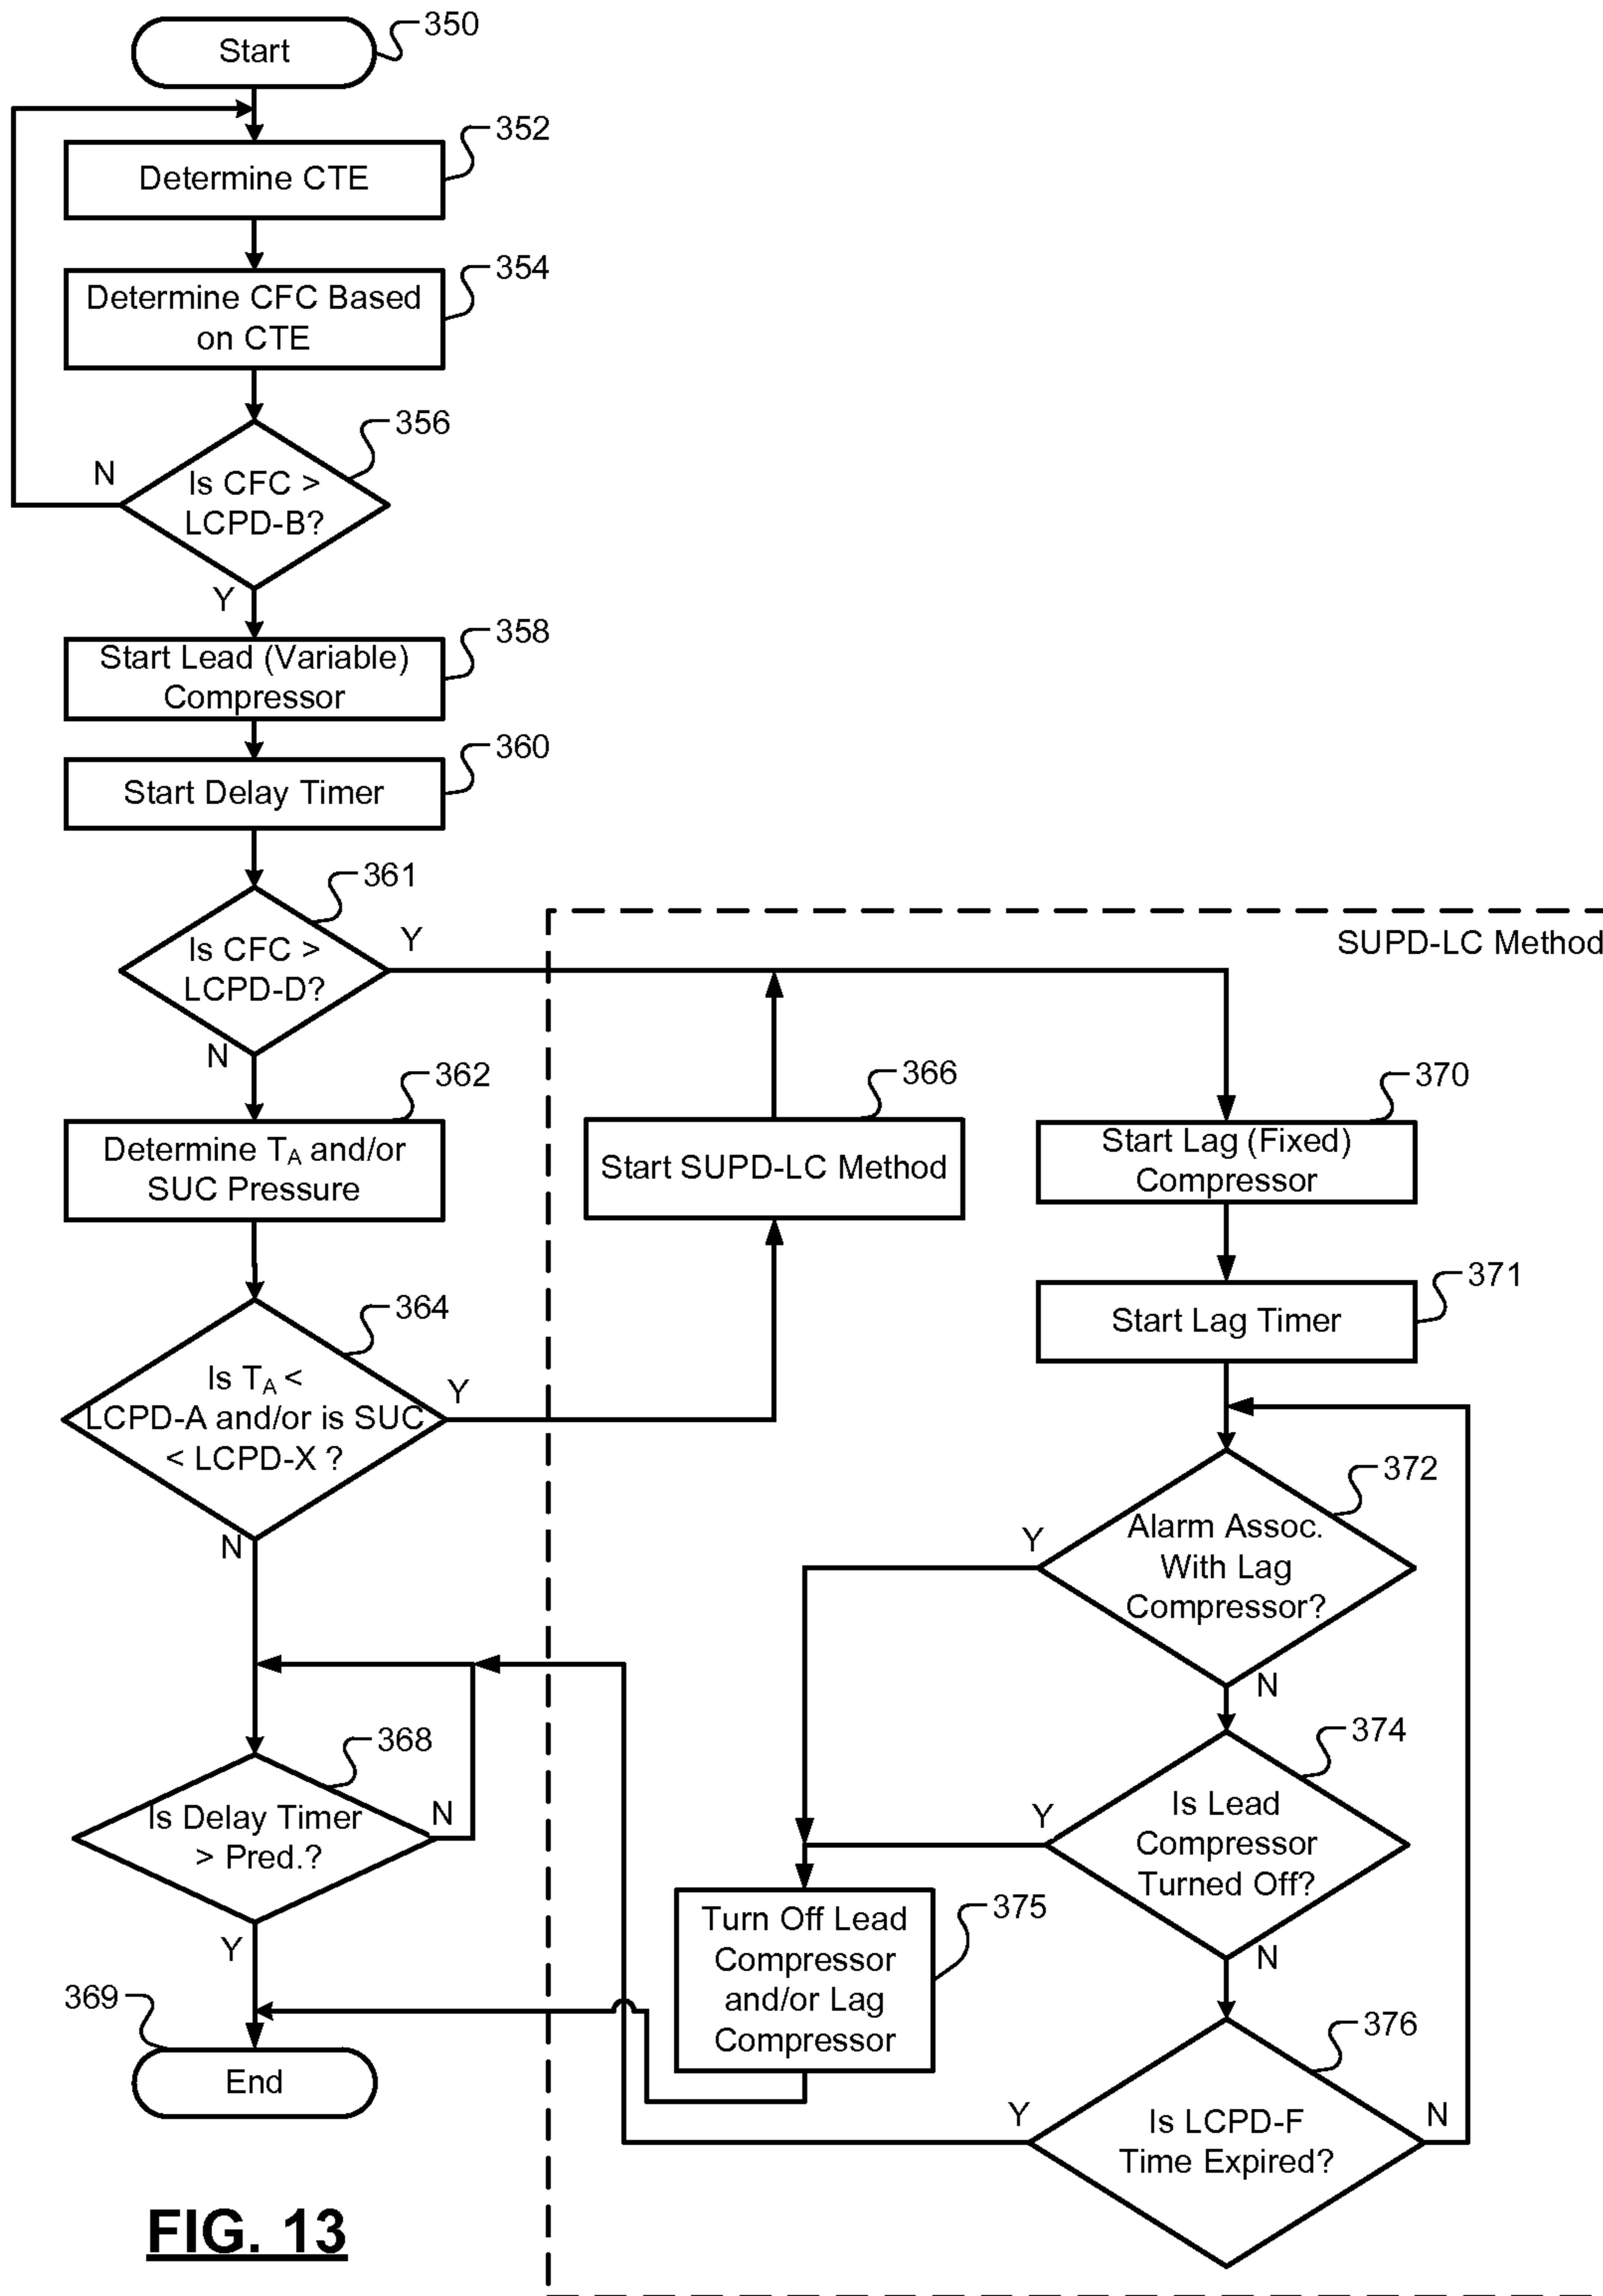 Start
350
352
Determine CTE
354
Determine CFC Based
on CTE
356
N
Is CFC >
LCPD-B?
Y
358
Start Lead (Variable)
Compressor
360
Start Delay Timer
361
Is CFC >
LCPD-D?
Y
N
SUPD-LC Method
362
Determine TA and/or
SUC Pressure
366
Start SUPD-LC Method
370
Start Lag (Fixed)
Compressor
371
Start Lag Timer
364
Is TA <
LCPD-A and/or is SUC
< LCPD-X ?
Y
N
372
Y
Alarm Assoc.
With Lag
Compressor?
N
368
Is Delay Timer
> Pred.?
N
Y
374
Y
Is Lead
Compressor
Turned Off?
N
375
Turn Off Lead
Compressor
and/or Lag
Compressor
369
End
376
Y
Is LCPD-F
Time Expired?
N
FIG. 13